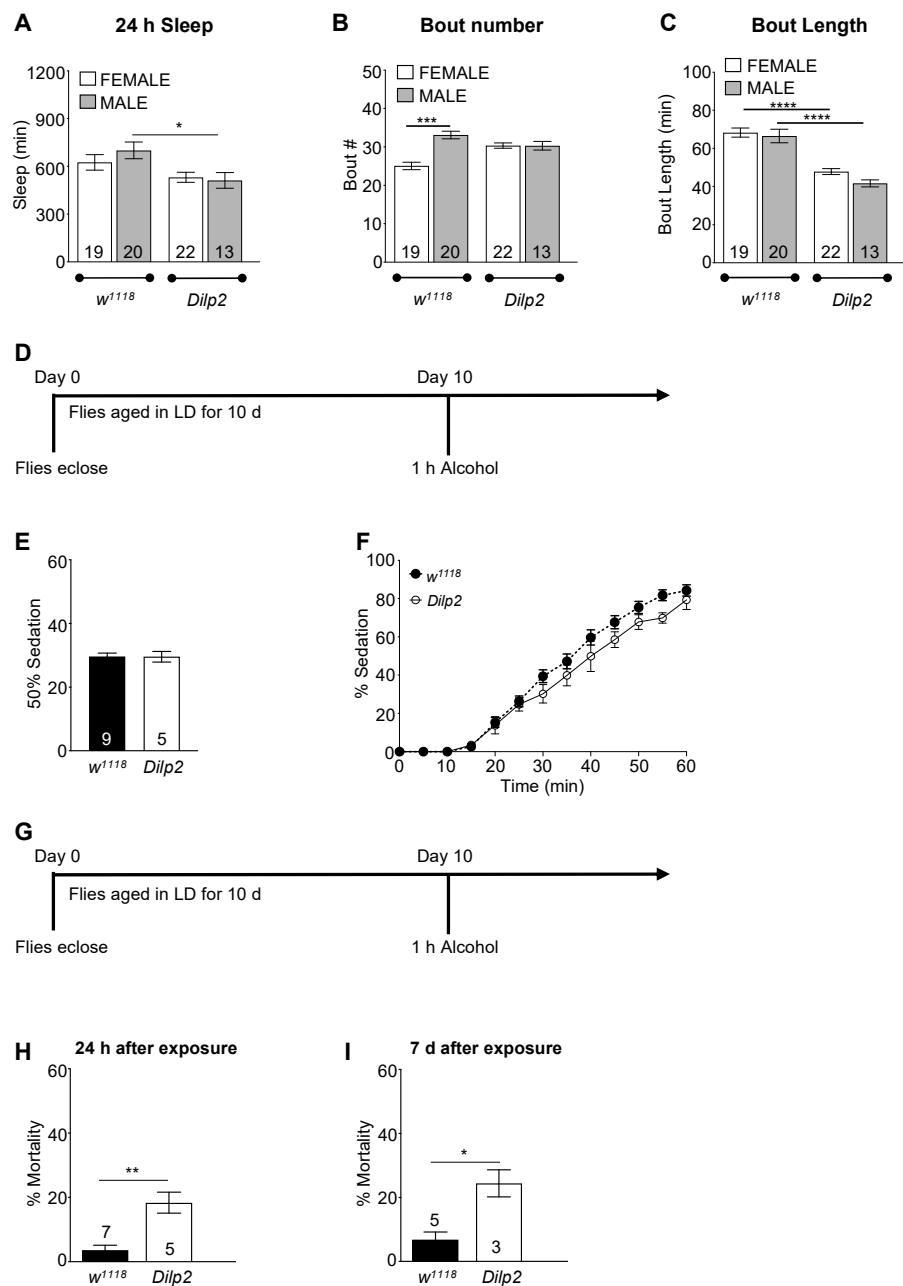 A 24 h Sleep
1200
900
600
300
0
Sleep (min)
FEMALE
MALE
*
19 20 22 13
w1118 Dilp2
B Bout number
50
40
30
20
10
0
Bout #
FEMALE
MALE
***
19 20 22 13
w1118 Dilp2
C Bout Length
100
80
60
40
20
0
Bout Length (min)
FEMALE
MALE
****
****
19 20 22 13
w1118 Dilp2
D
Day 0 Day 10
Flies aged in LD for 10 d
Flies eclose 1 h Alcohol
E
60
40
20
0
50% Sedation
9 5
w1118 Dilp2
F
100
80
60
40
20
0
% Sedation
w1118
Dilp2
0 10 20 30 40 50 60
Time (min)
G
Day 0 Day 10
Flies aged in LD for 10 d
Flies eclose 1 h Alcohol
H 24 h after exposure
60
40
20
0
% Mortality
**
7 5
w1118 Dilp2
I 7 d after exposure
60
40
20
0
% Mortality
*
5 3
w1118 Dilp2